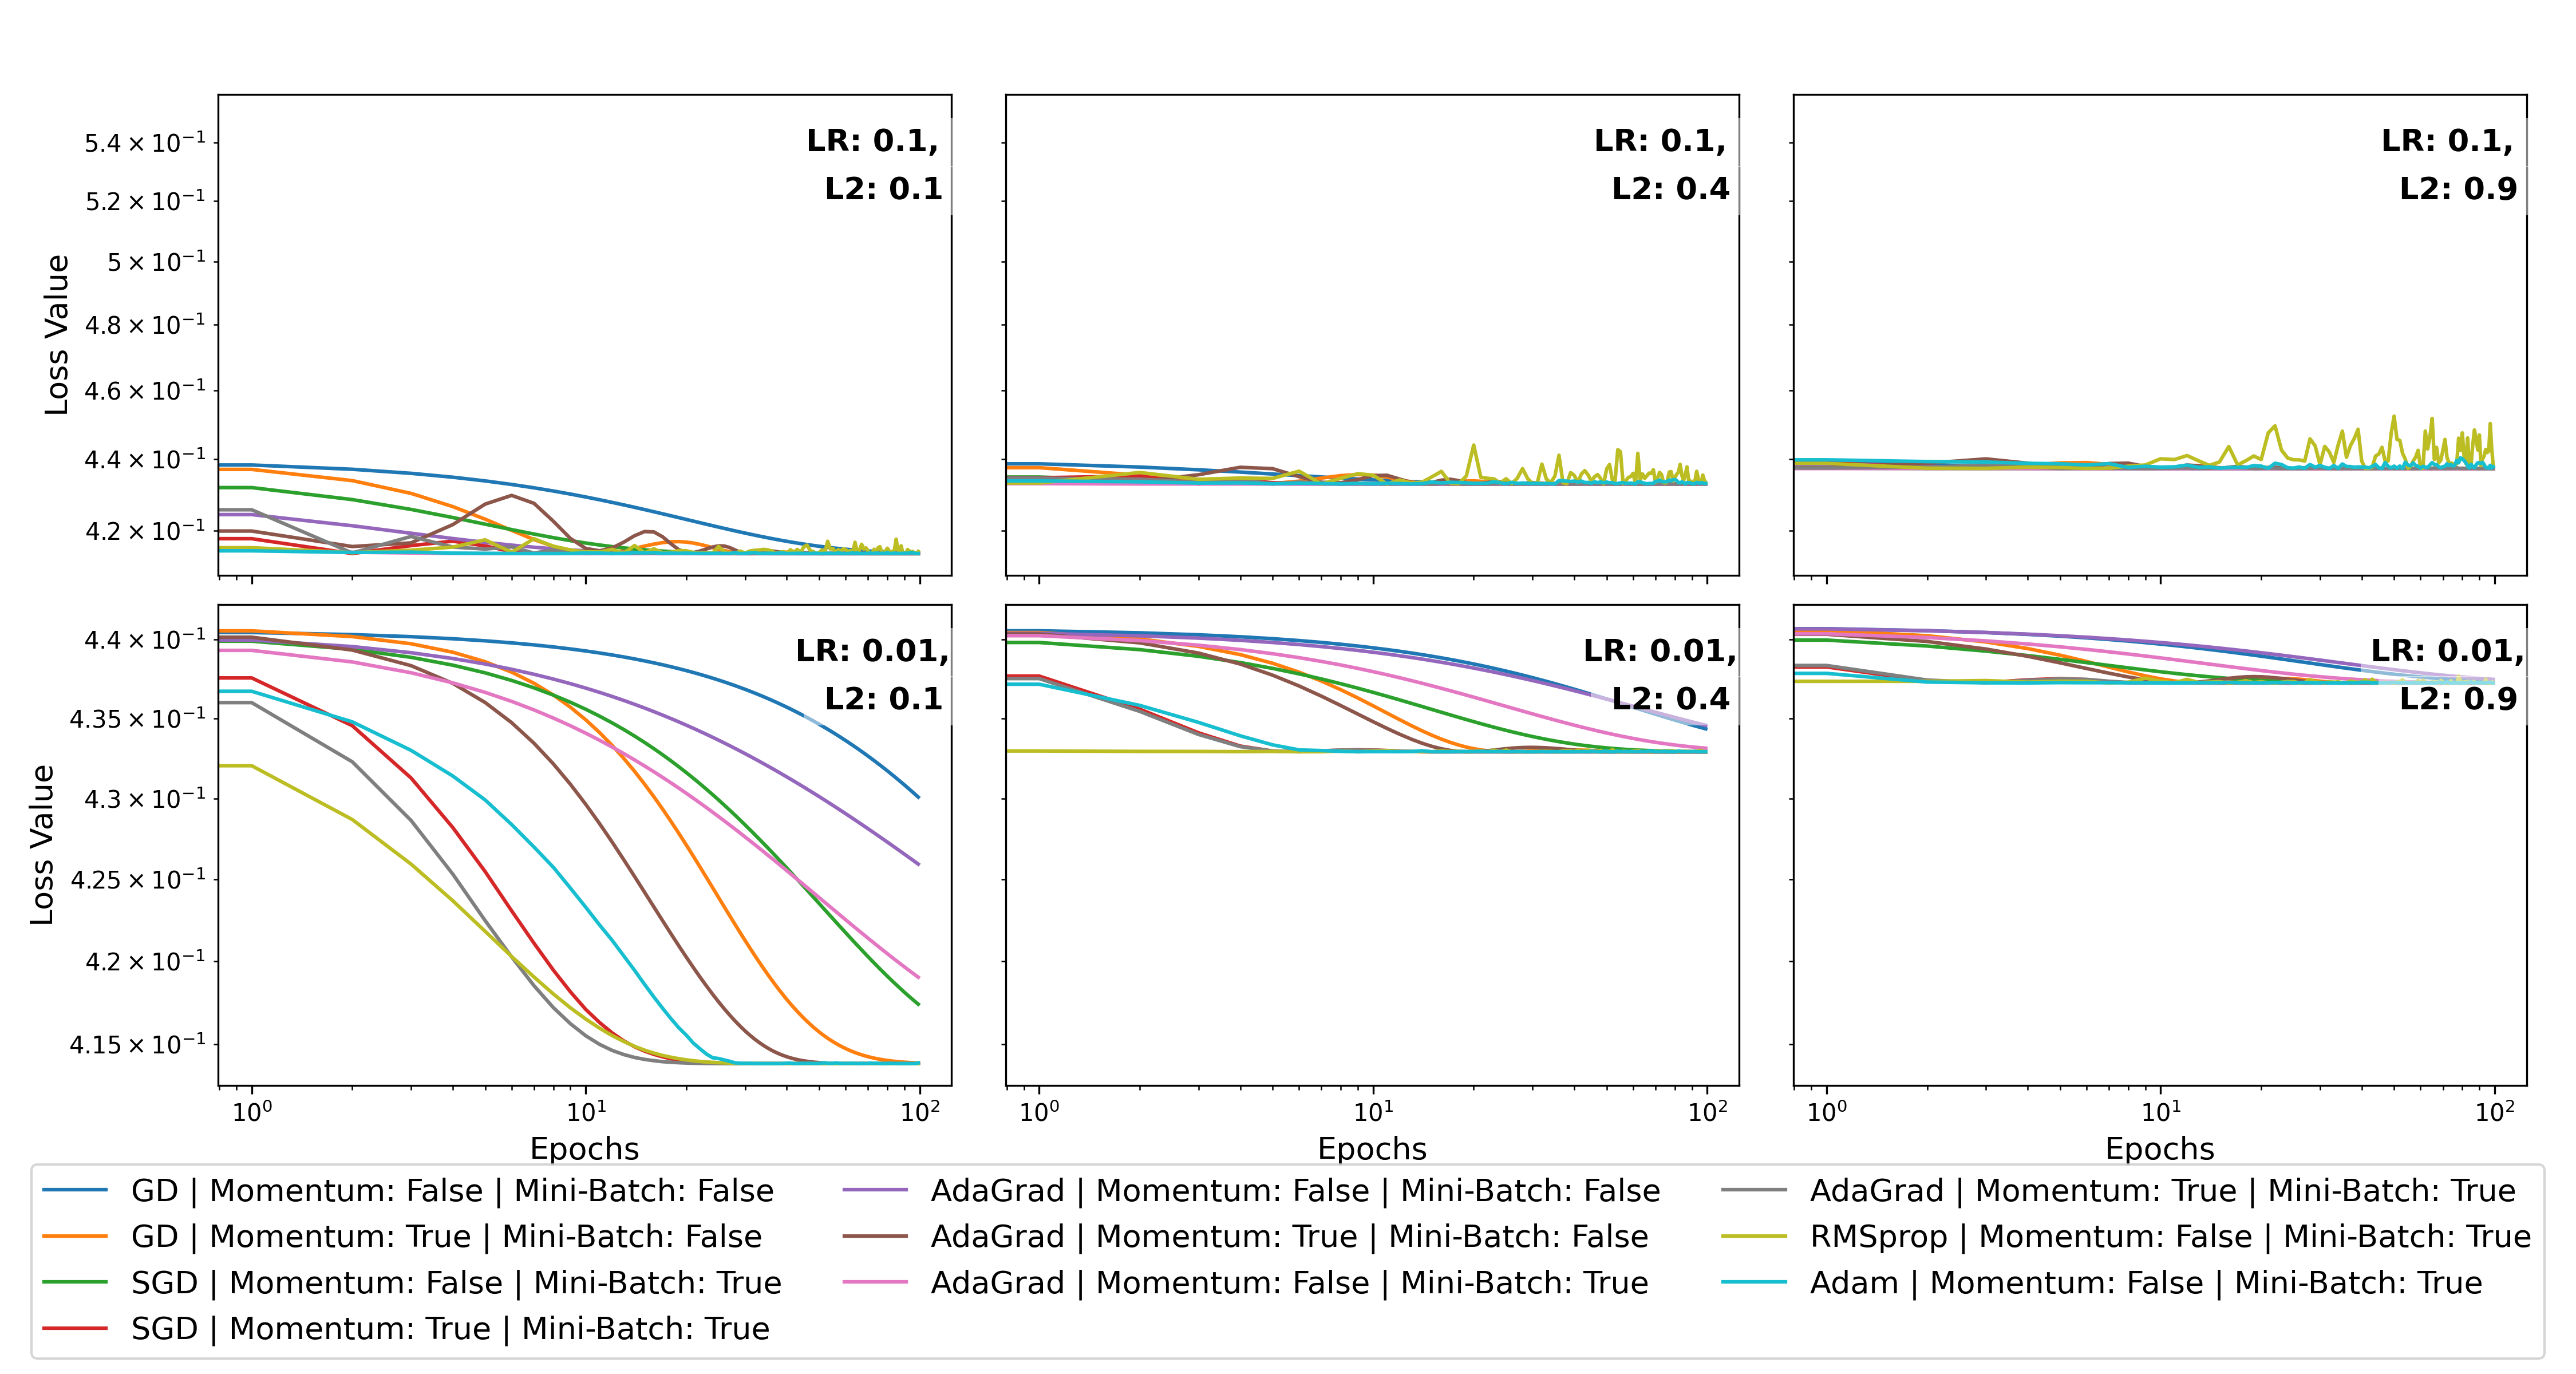 LR: 0.1,
L2: 0.1
LR: 0.1,
L2: 0.4
LR: 0.1,
L2: 0.9
5.4 × 10⁻¹
5.2 × 10⁻¹
5 × 10⁻¹
4.8 × 10⁻¹
4.6 × 10⁻¹
4.4 × 10⁻¹
4.2 × 10⁻¹
Loss Value
LR: 0.01,
L2: 0.1
LR: 0.01,
L2: 0.4
LR: 0.01,
L2: 0.9
4.4 × 10⁻¹
4.35 × 10⁻¹
4.3 × 10⁻¹
4.25 × 10⁻¹
4.2 × 10⁻¹
4.15 × 10⁻¹
Loss Value
10⁰ 10¹ 10²
10⁰ 10¹ 10²
10⁰ 10¹ 10²
Epochs
Epochs
Epochs
GD | Momentum: False | Mini-Batch: False
GD | Momentum: True | Mini-Batch: False
SGD | Momentum: False | Mini-Batch: True
SGD | Momentum: True | Mini-Batch: True
AdaGrad | Momentum: False | Mini-Batch: False
AdaGrad | Momentum: True | Mini-Batch: False
AdaGrad | Momentum: False | Mini-Batch: True
AdaGrad | Momentum: True | Mini-Batch: True
RMSprop | Momentum: False | Mini-Batch: True
Adam | Momentum: False | Mini-Batch: True